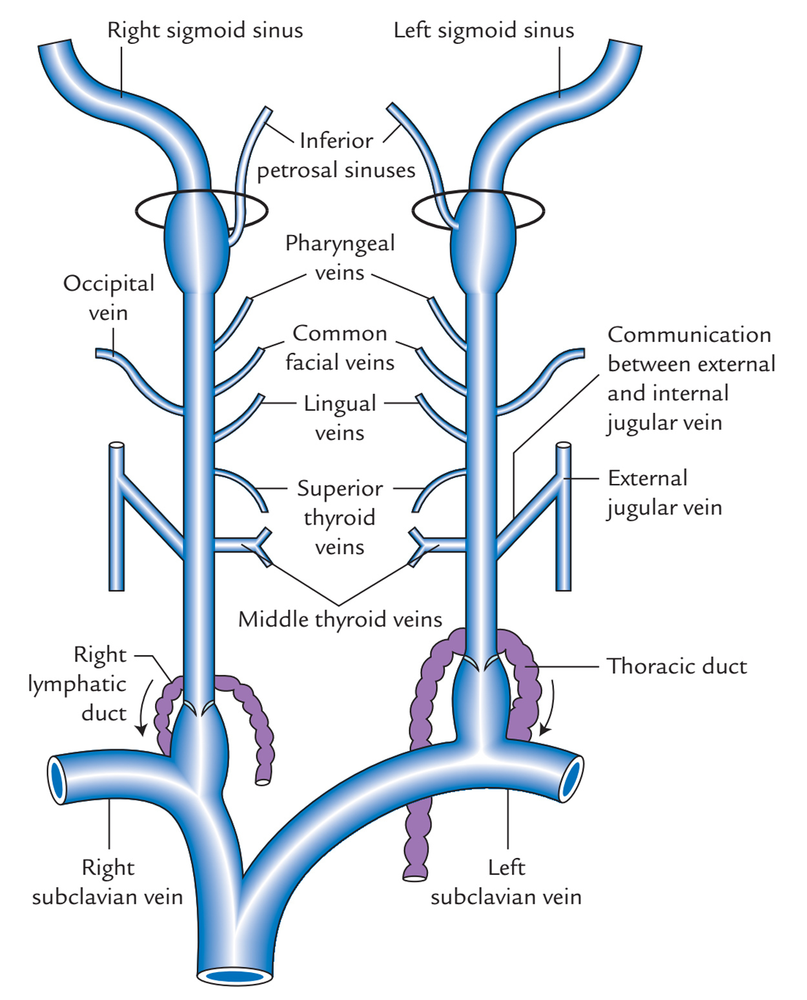 Right sigmoid sinus
Left sigmoid sinus
Inferior
petrosal sinuses
Pharyngeal
veins
Occipital
vein
Common
facial veins
Communication
between external
and internal
jugular vein
Lingual
veins
External
jugular vein
Superior
thyroid
veins
Middle thyroid veins
Right
lymphatic
duct
Thoracic duct
Right
subclavian vein
Left
subclavian vein